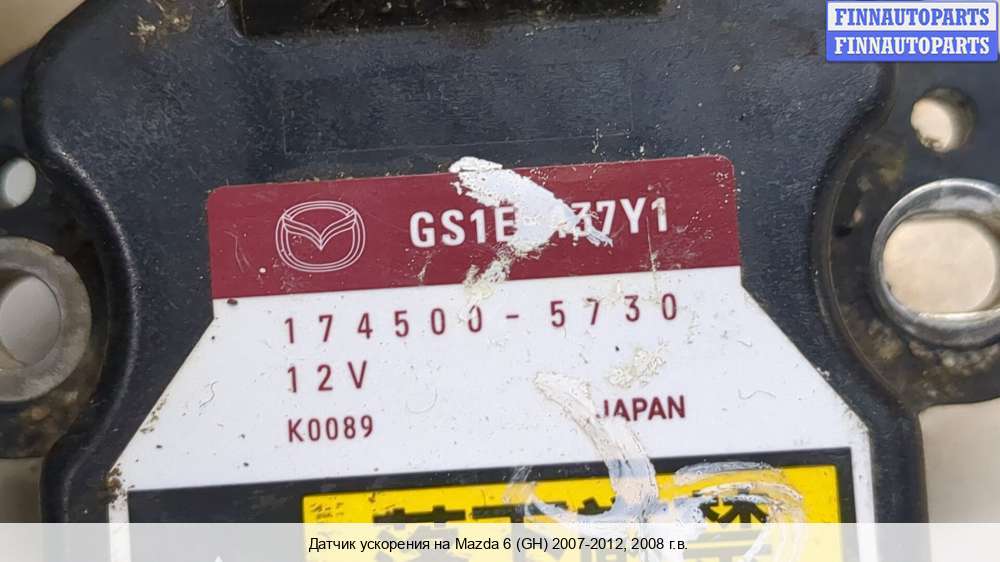 FINNAUTOPARTS
FINNAUTOPARTS
174500-5730
12V
K0089
JAPAN
Датчик ускорения на Mazda 6 (GH) 2007-2012, 2008 г.в.